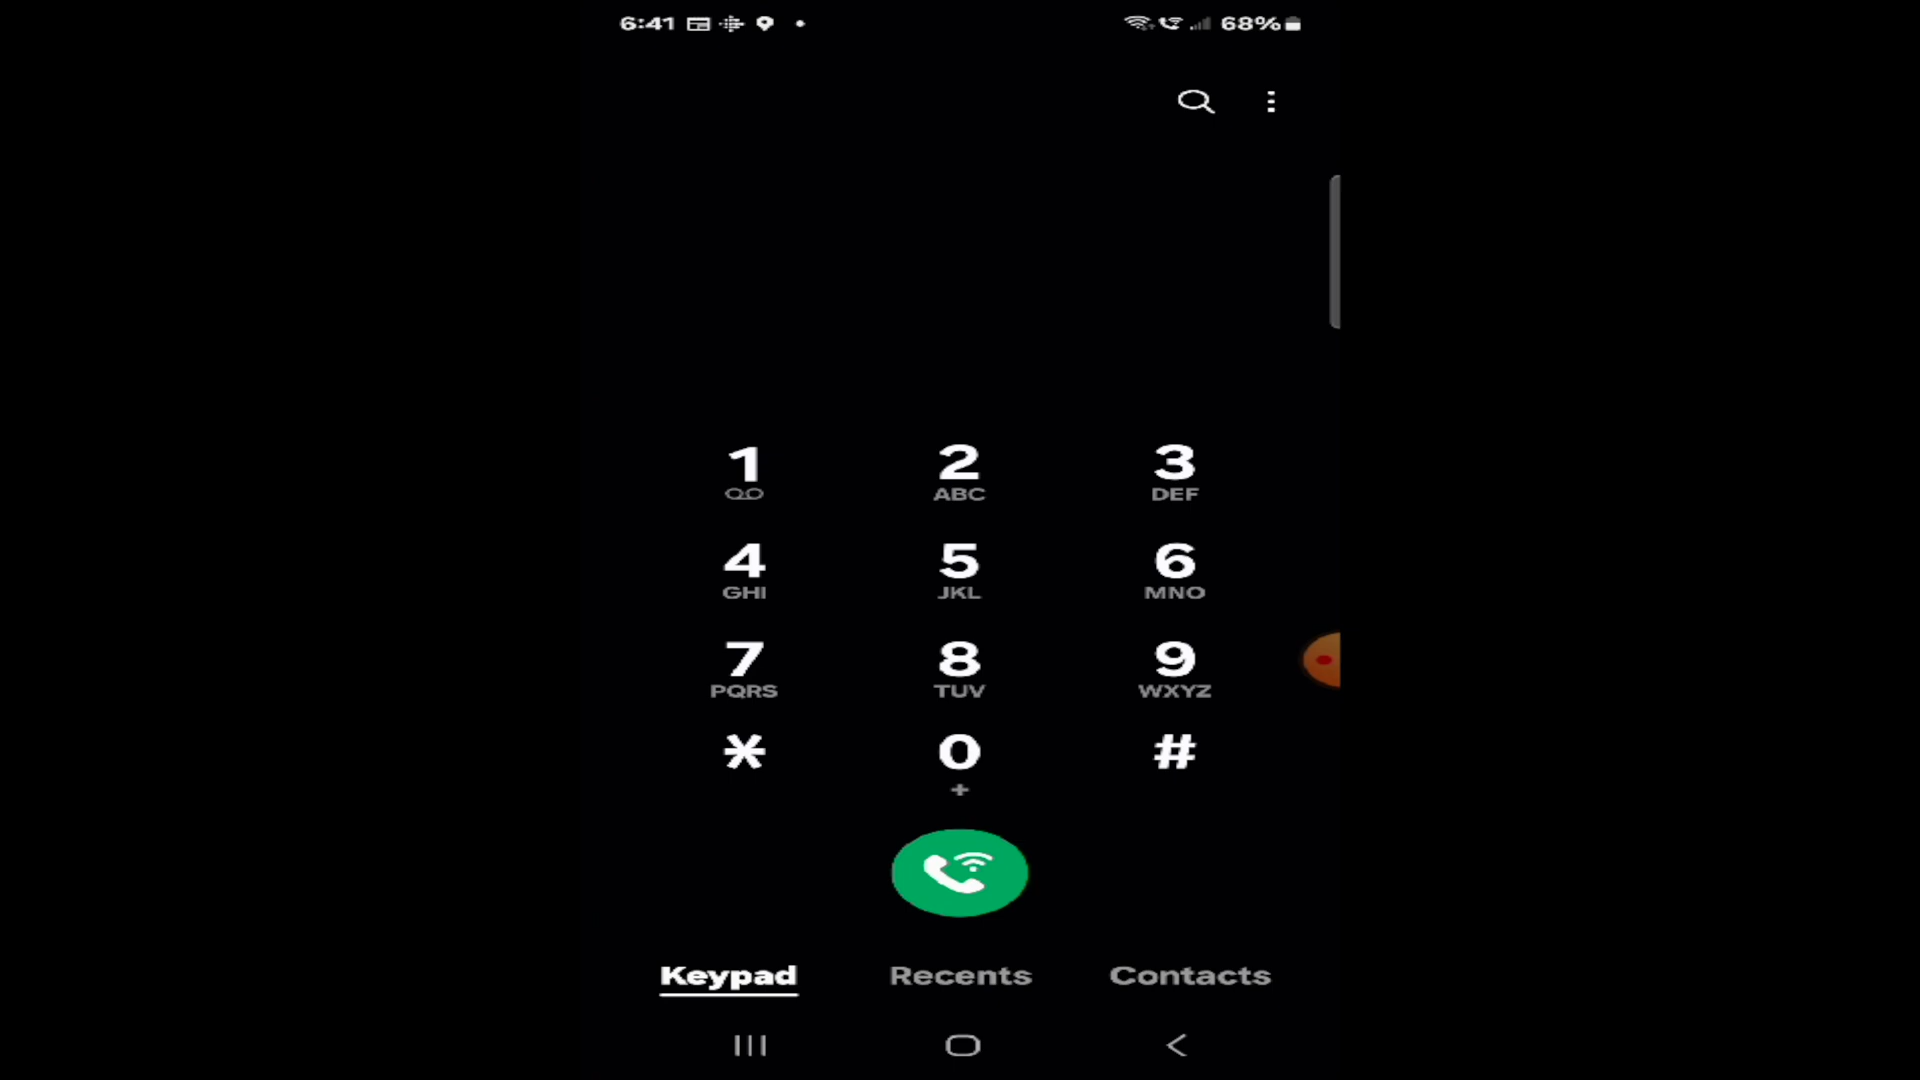 6:41 68%
1 2 3
ABC DEF
4 5 6
GHI JKL MNO
7 8 9
PQRS TUV WXYZ
* 0 #
+
Keypad Recents Contacts